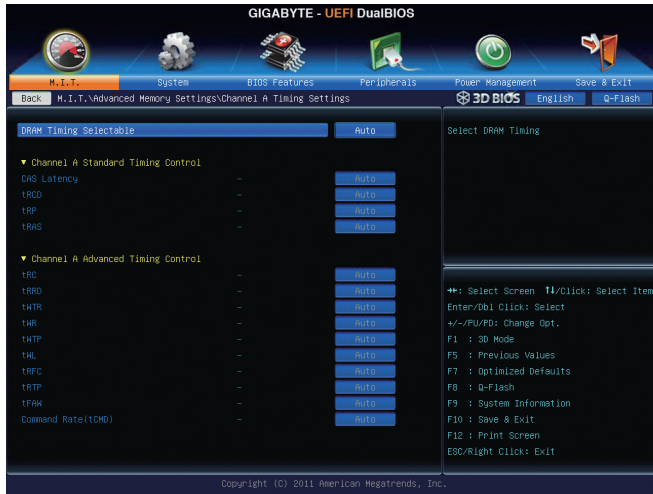 GIGABYTE - UEFI DualBIOS
M.I.T.
System
BIOS Features
Peripherals
Power Management
Save & Exit
Back M.I.T.\Advanced Memory Settings\Channel A Timing Settings
3D BIOS English Q-Flash
DRAM Timing Selectable Auto
▼ Channel A Standard Timing Control
CAS Latency - Auto
tRCD - Auto
tRP - Auto
tRAS - Auto
▼ Channel A Advanced Timing Control
tRC - Auto
tRRD - Auto
tWTR - Auto
tWR - Auto
tWTP - Auto
tWL - Auto
tRFC - Auto
tRTP - Auto
tFAW - Auto
Command Rate(tCMD) - Auto
Select DRAM Timing
→←: Select Screen ↑↓/Click: Select Item
Enter/Dbl Click: Select
+/-/PU/PD: Change Opt.
F1 : 3D Mode
F5 : Previous Values
F7 : Optimized Defaults
F8 : Q-Flash
F9 : System Information
F10 : Save & Exit
F12 : Print Screen
ESC/Right Click: Exit
Copyright (C) 2011 American Megatrends, Inc.